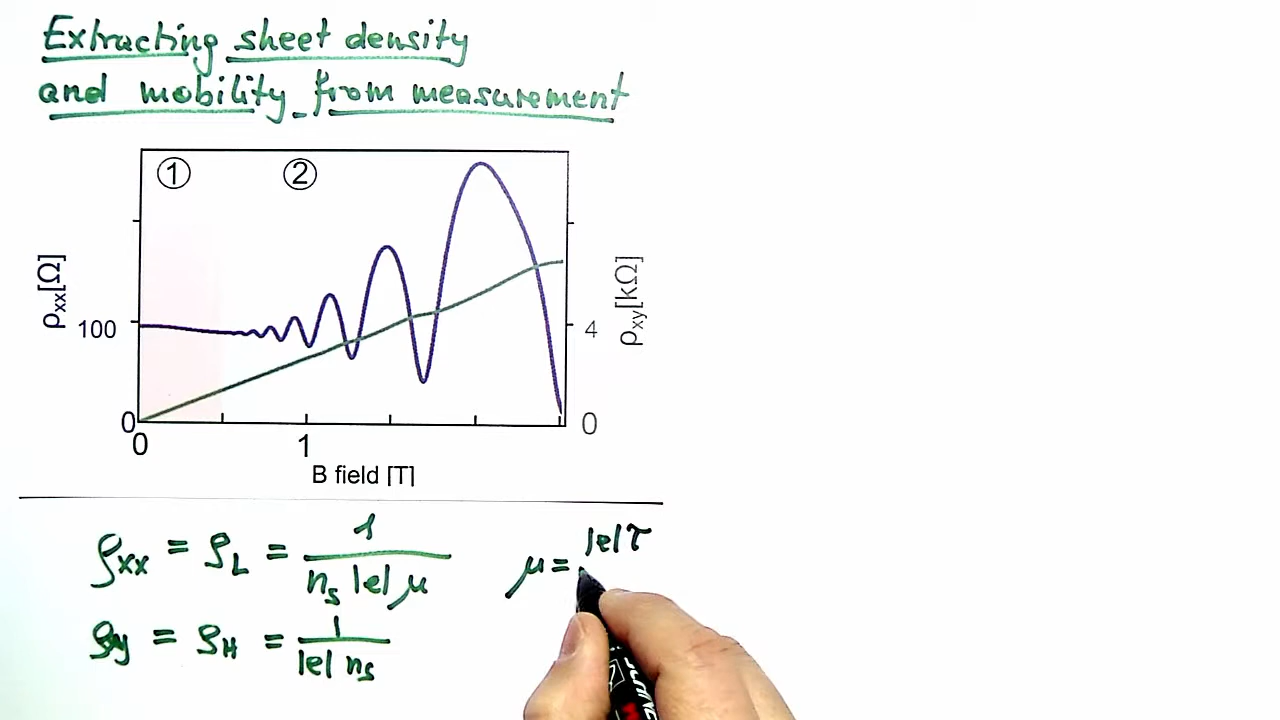 Extracting sheet density
and mobility from measurement
① ②
ρxx[Ω]
100
0
0 1
B field [T]
4
0
ρxy[kΩ]
ρxx = ρL = 1 / ns |e| μ
ρxy = ρH = 1 / |e| ns
μ = |e| τ